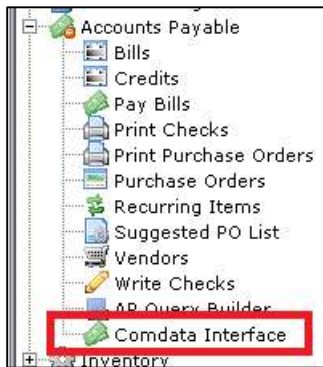 Accounts Payable
Bills
Credits
Pay Bills
Print Checks
Print Purchase Orders
Purchase Orders
Recurring Items
Suggested PO List
Vendors
Write Checks
AP Query Builder
Comdata Interface
Inventory